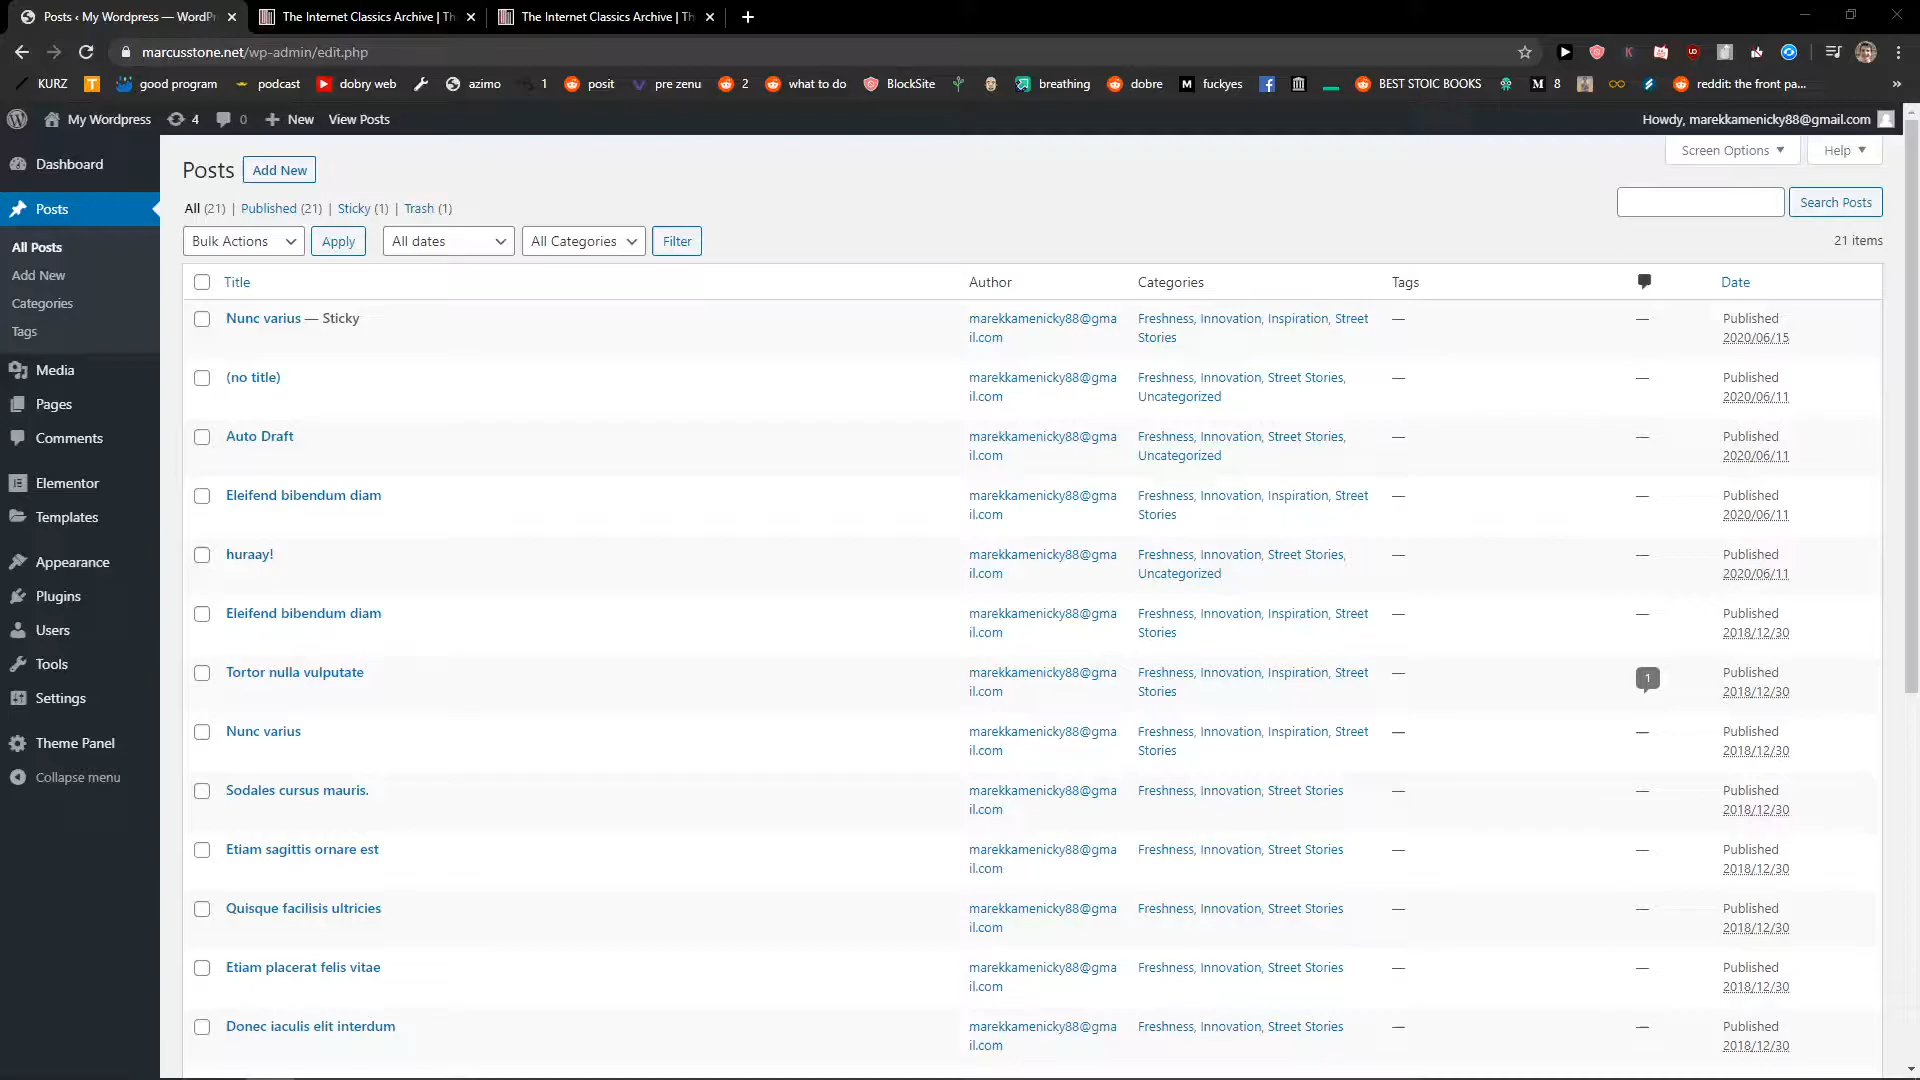 Posts ‹ My Wordpress — WordPr
The Internet Classics Archive | Th
The Internet Classics Archive | Th
marcusstone.net/wp-admin/edit.php
KURZ
good program
podcast
dobry web
azimo
1
posit
pre zenu
2
what to do
BlockSite
breathing
dobre
fuckyes
BEST STOIC BOOKS
8
reddit: the front pa...
»
My Wordpress
4
0
New
View Posts
Howdy, marekkamenicky88@gmail.com
Dashboard
Posts
All Posts
Add New
Categories
Tags
Media
Pages
Comments
Elementor
Templates
Appearance
Plugins
Users
Tools
Settings
Theme Panel
Collapse menu
Screen Options
Help
Posts
Add New
All (21) | Published (21) | Sticky (1) | Trash (1)
Search Posts
Bulk Actions
Apply
All dates
All Categories
Filter
21 items
Title
Author
Categories
Tags
Date
Nunc varius — Sticky
marekkamenicky88@gma
il.com
Freshness, Innovation, Inspiration, Street
Stories
—
—
Published
2020/06/15
(no title)
marekkamenicky88@gma
il.com
Freshness, Innovation, Street Stories,
Uncategorized
—
—
Published
2020/06/11
Auto Draft
marekkamenicky88@gma
il.com
Freshness, Innovation, Street Stories,
Uncategorized
—
—
Published
2020/06/11
Eleifend bibendum diam
marekkamenicky88@gma
il.com
Freshness, Innovation, Inspiration, Street
Stories
—
—
Published
2020/06/11
huraay!
marekkamenicky88@gma
il.com
Freshness, Innovation, Street Stories,
Uncategorized
—
—
Published
2020/06/11
Eleifend bibendum diam
marekkamenicky88@gma
il.com
Freshness, Innovation, Inspiration, Street
Stories
—
—
Published
2018/12/30
Tortor nulla vulputate
marekkamenicky88@gma
il.com
Freshness, Innovation, Inspiration, Street
Stories
—
1
Published
2018/12/30
Nunc varius
marekkamenicky88@gma
il.com
Freshness, Innovation, Inspiration, Street
Stories
—
—
Published
2018/12/30
Sodales cursus mauris.
marekkamenicky88@gma
il.com
Freshness, Innovation, Street Stories
—
—
Published
2018/12/30
Etiam sagittis ornare est
marekkamenicky88@gma
il.com
Freshness, Innovation, Street Stories
—
—
Published
2018/12/30
Quisque facilisis ultricies
marekkamenicky88@gma
il.com
Freshness, Innovation, Street Stories
—
—
Published
2018/12/30
Etiam placerat felis vitae
marekkamenicky88@gma
il.com
Freshness, Innovation, Street Stories
—
—
Published
2018/12/30
Donec iaculis elit interdum
marekkamenicky88@gma
il.com
Freshness, Innovation, Street Stories
—
—
Published
2018/12/30